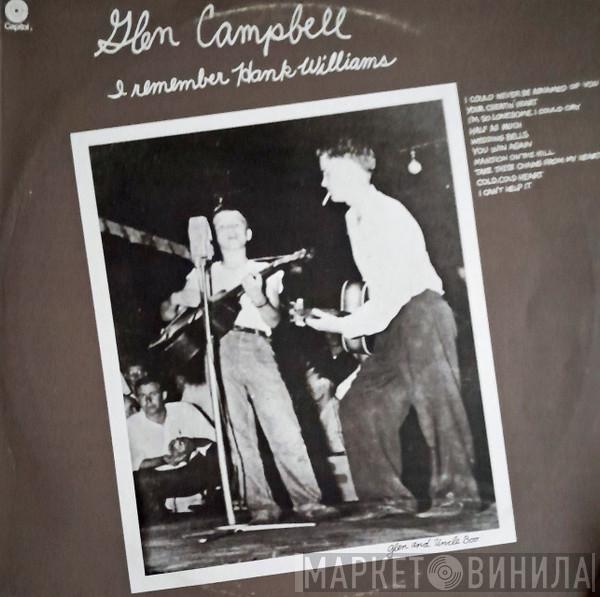 Capitol
Glen Campbell
I remember Hank Williams
I COULD NEVER BE ASHAMED OF YOU
YOUR CHEATIN' HEART
I'M SO LONESOME, I COULD CRY
HALF AS MUCH
WEDDING BELLS
YOU WIN AGAIN
MANSION ON THE HILL
TAKE THESE CHAINS FROM MY HEART
COLD, COLD HEART
I CAN'T HELP IT
Glen and Uncle Boo
МАРКЕТ ВИНИЛА